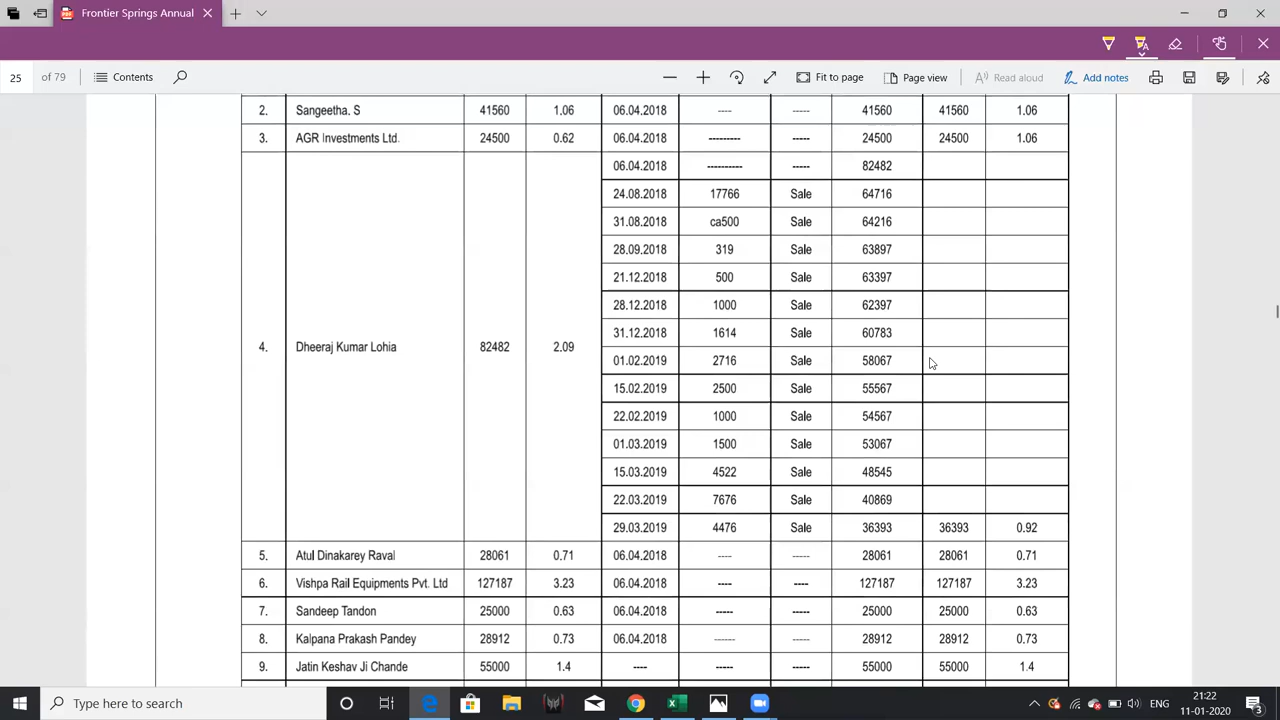 Frontier Springs Annual
25 of 79 Contents Fit to page Page view Read aloud Add notes
2. Sangeetha. S 41560 1.06 06.04.2018 ---- ----- 41560 41560 1.06
3. AGR Investments Ltd. 24500 0.62 06.04.2018 --------- ----- 24500 24500 1.06
06.04.2018 ---------- ----- 82482
24.08.2018 17766 Sale 64716
31.08.2018 ca500 Sale 64216
28.09.2018 319 Sale 63897
21.12.2018 500 Sale 63397
28.12.2018 1000 Sale 62397
31.12.2018 1614 Sale 60783
4. Dheeraj Kumar Lohia 82482 2.09
01.02.2019 2716 Sale 58067
15.02.2019 2500 Sale 55567
22.02.2019 1000 Sale 54567
01.03.2019 1500 Sale 53067
15.03.2019 4522 Sale 48545
22.03.2019 7676 Sale 40869
29.03.2019 4476 Sale 36393 36393 0.92
5. Atul Dinakarey Raval 28061 0.71 06.04.2018 ---- ----- 28061 28061 0.71
6. Vishpa Rail Equipments Pvt. Ltd 127187 3.23 06.04.2018 ---- ---- 127187 127187 3.23
7. Sandeep Tandon 25000 0.63 06.04.2018 ----- ----- 25000 25000 0.63
8. Kalpana Prakash Pandey 28912 0.73 06.04.2018 ------ ----- 28912 28912 0.73
9. Jatin Keshav Ji Chande 55000 1.4 ---- ----- ----- 55000 55000 1.4
Type here to search
ENG
21:22
11-01-2020
3